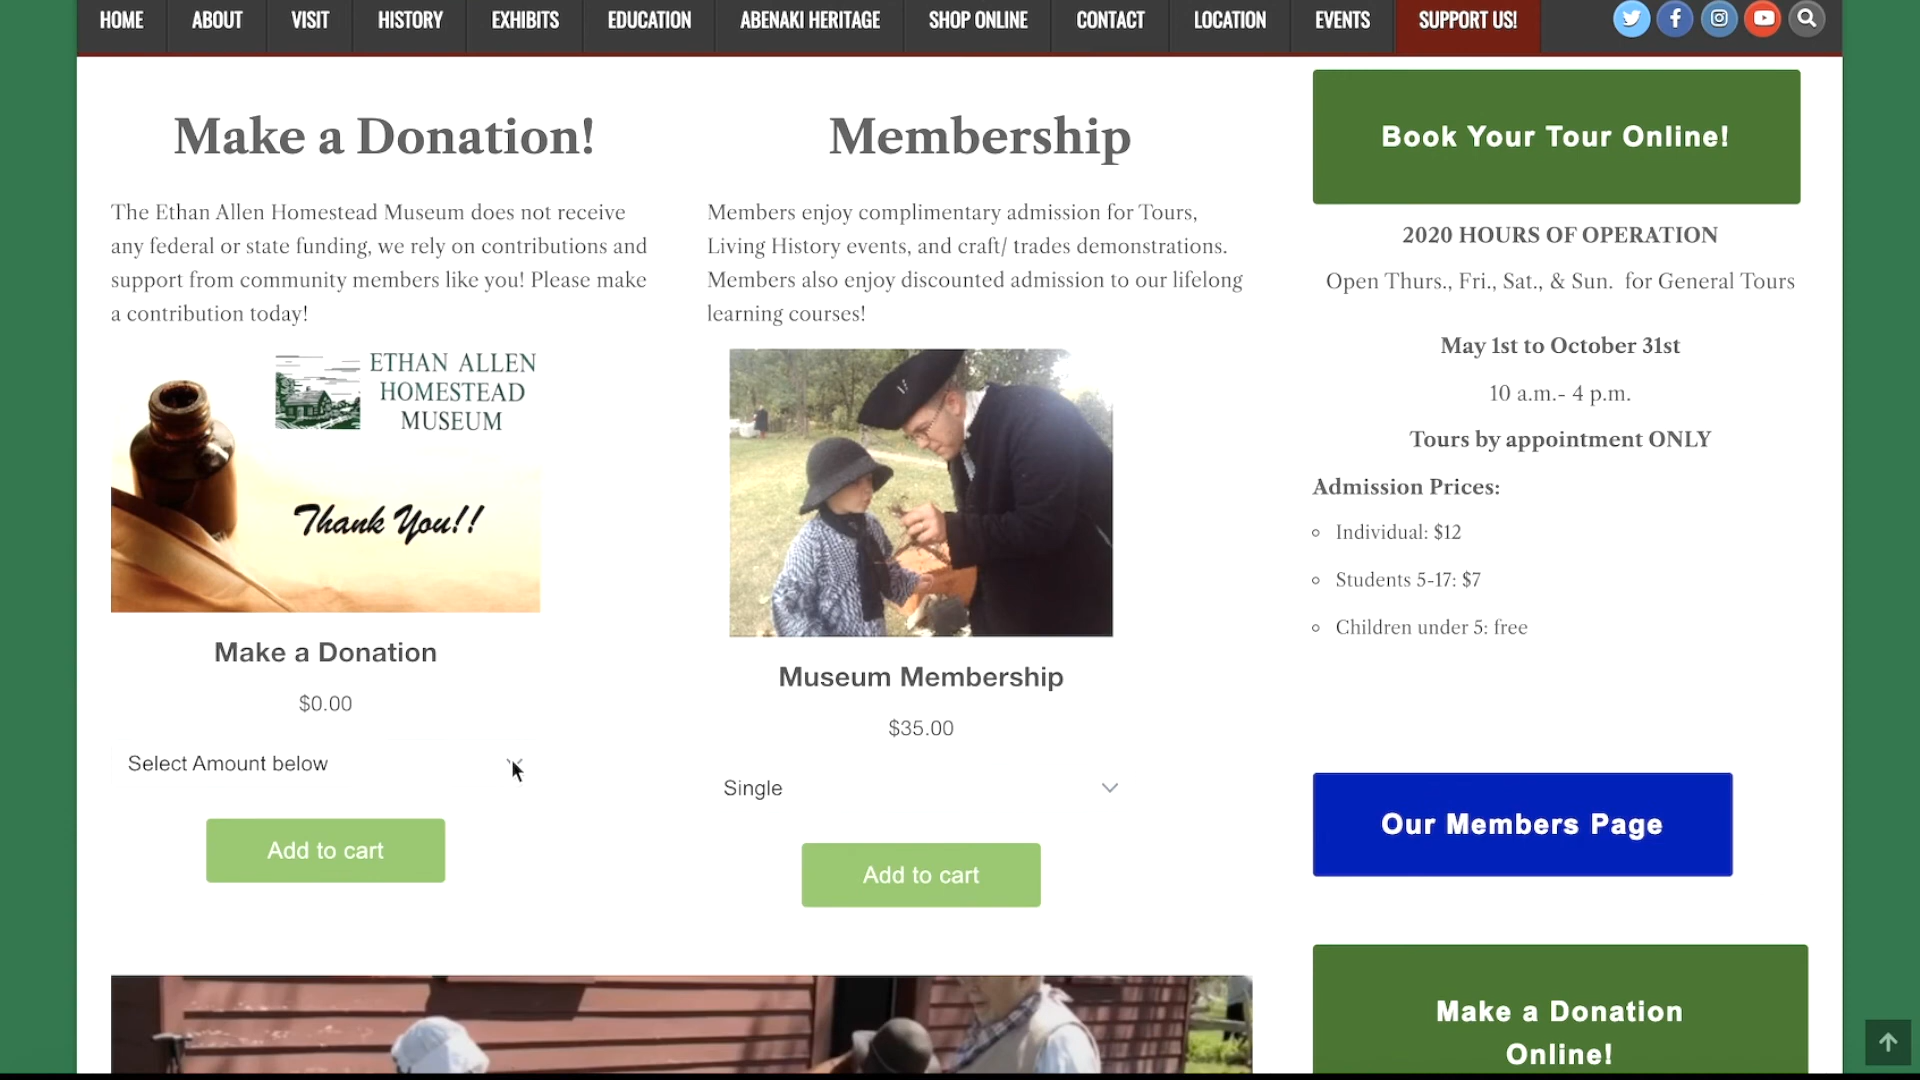 HOME ABOUT VISIT HISTORY EXHIBITS EDUCATION ABENAKI HERITAGE SHOP ONLINE CONTACT LOCATION EVENTS SUPPORT US!
Make a Donation!
The Ethan Allen Homestead Museum does not receive
any federal or state funding, we rely on contributions and
support from community members like you! Please make
a contribution today!
ETHAN ALLEN
HOMESTEAD
MUSEUM
Thank You!!
Make a Donation
$0.00
Select Amount below
Add to cart
Membership
Members enjoy complimentary admission for Tours,
Living History events, and craft/ trades demonstrations.
Members also enjoy discounted admission to our lifelong
learning courses!
Museum Membership
$35.00
Single
Add to cart
Book Your Tour Online!
2020 HOURS OF OPERATION
Open Thurs., Fri., Sat., & Sun. for General Tours
May 1st to October 31st
10 a.m.- 4 p.m.
Tours by appointment ONLY
Admission Prices:
Individual: $12
Students 5-17: $7
Children under 5: free
Our Members Page
Make a Donation
Online!